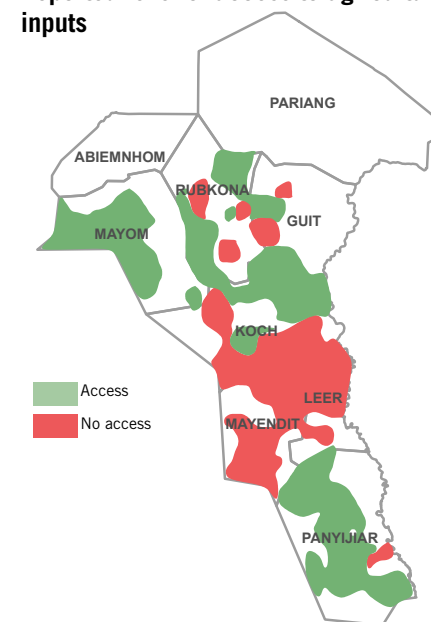 inputs
PARIANG
ABIEMNHOM
RUBKONA
GUIT
MAYOM
KOCH
Access
LEER
No access
MAYENDIT
PANYIJIAR